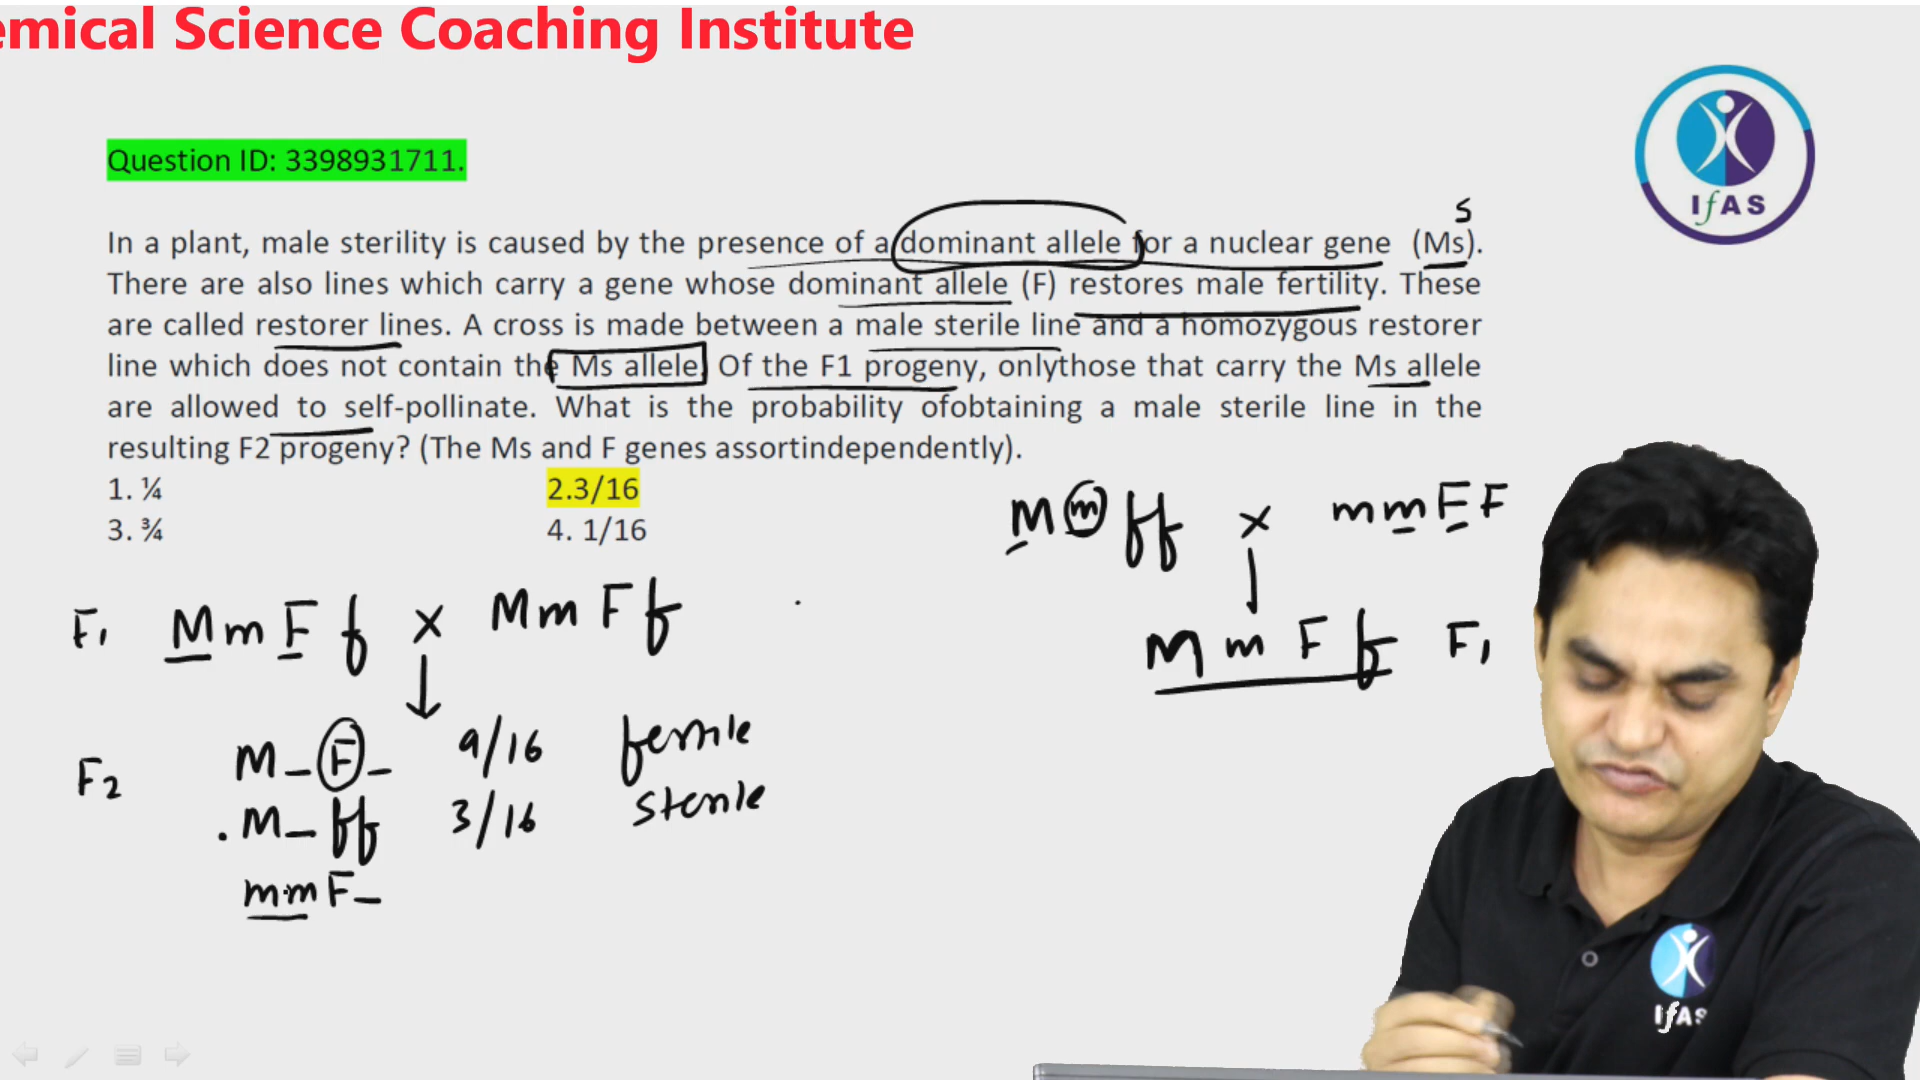 emical Science Coaching Institute
IfAS
Question ID: 3398931711.
S
In a plant, male sterility is caused by the presence of a dominant allele for a nuclear gene (Ms).
There are also lines which carry a gene whose dominant allele (F) restores male fertility. These
are called restorer lines. A cross is made between a male sterile line and a homozygous restorer
line which does not contain the Ms allele. Of the F1 progeny, onlythose that carry the Ms allele
are allowed to self-pollinate. What is the probability ofobtaining a male sterile line in the
resulting F2 progeny? (The Ms and F genes assortindependently).
1. ¼ 2.3/16
3. ¾ 4. 1/16
Mm ff × mmFF
MmFf F1
F1 MmFf × MmFf
F2 M_F_ 9/16 fertile
M_ff 3/16 sterile
mmF_
IfAS